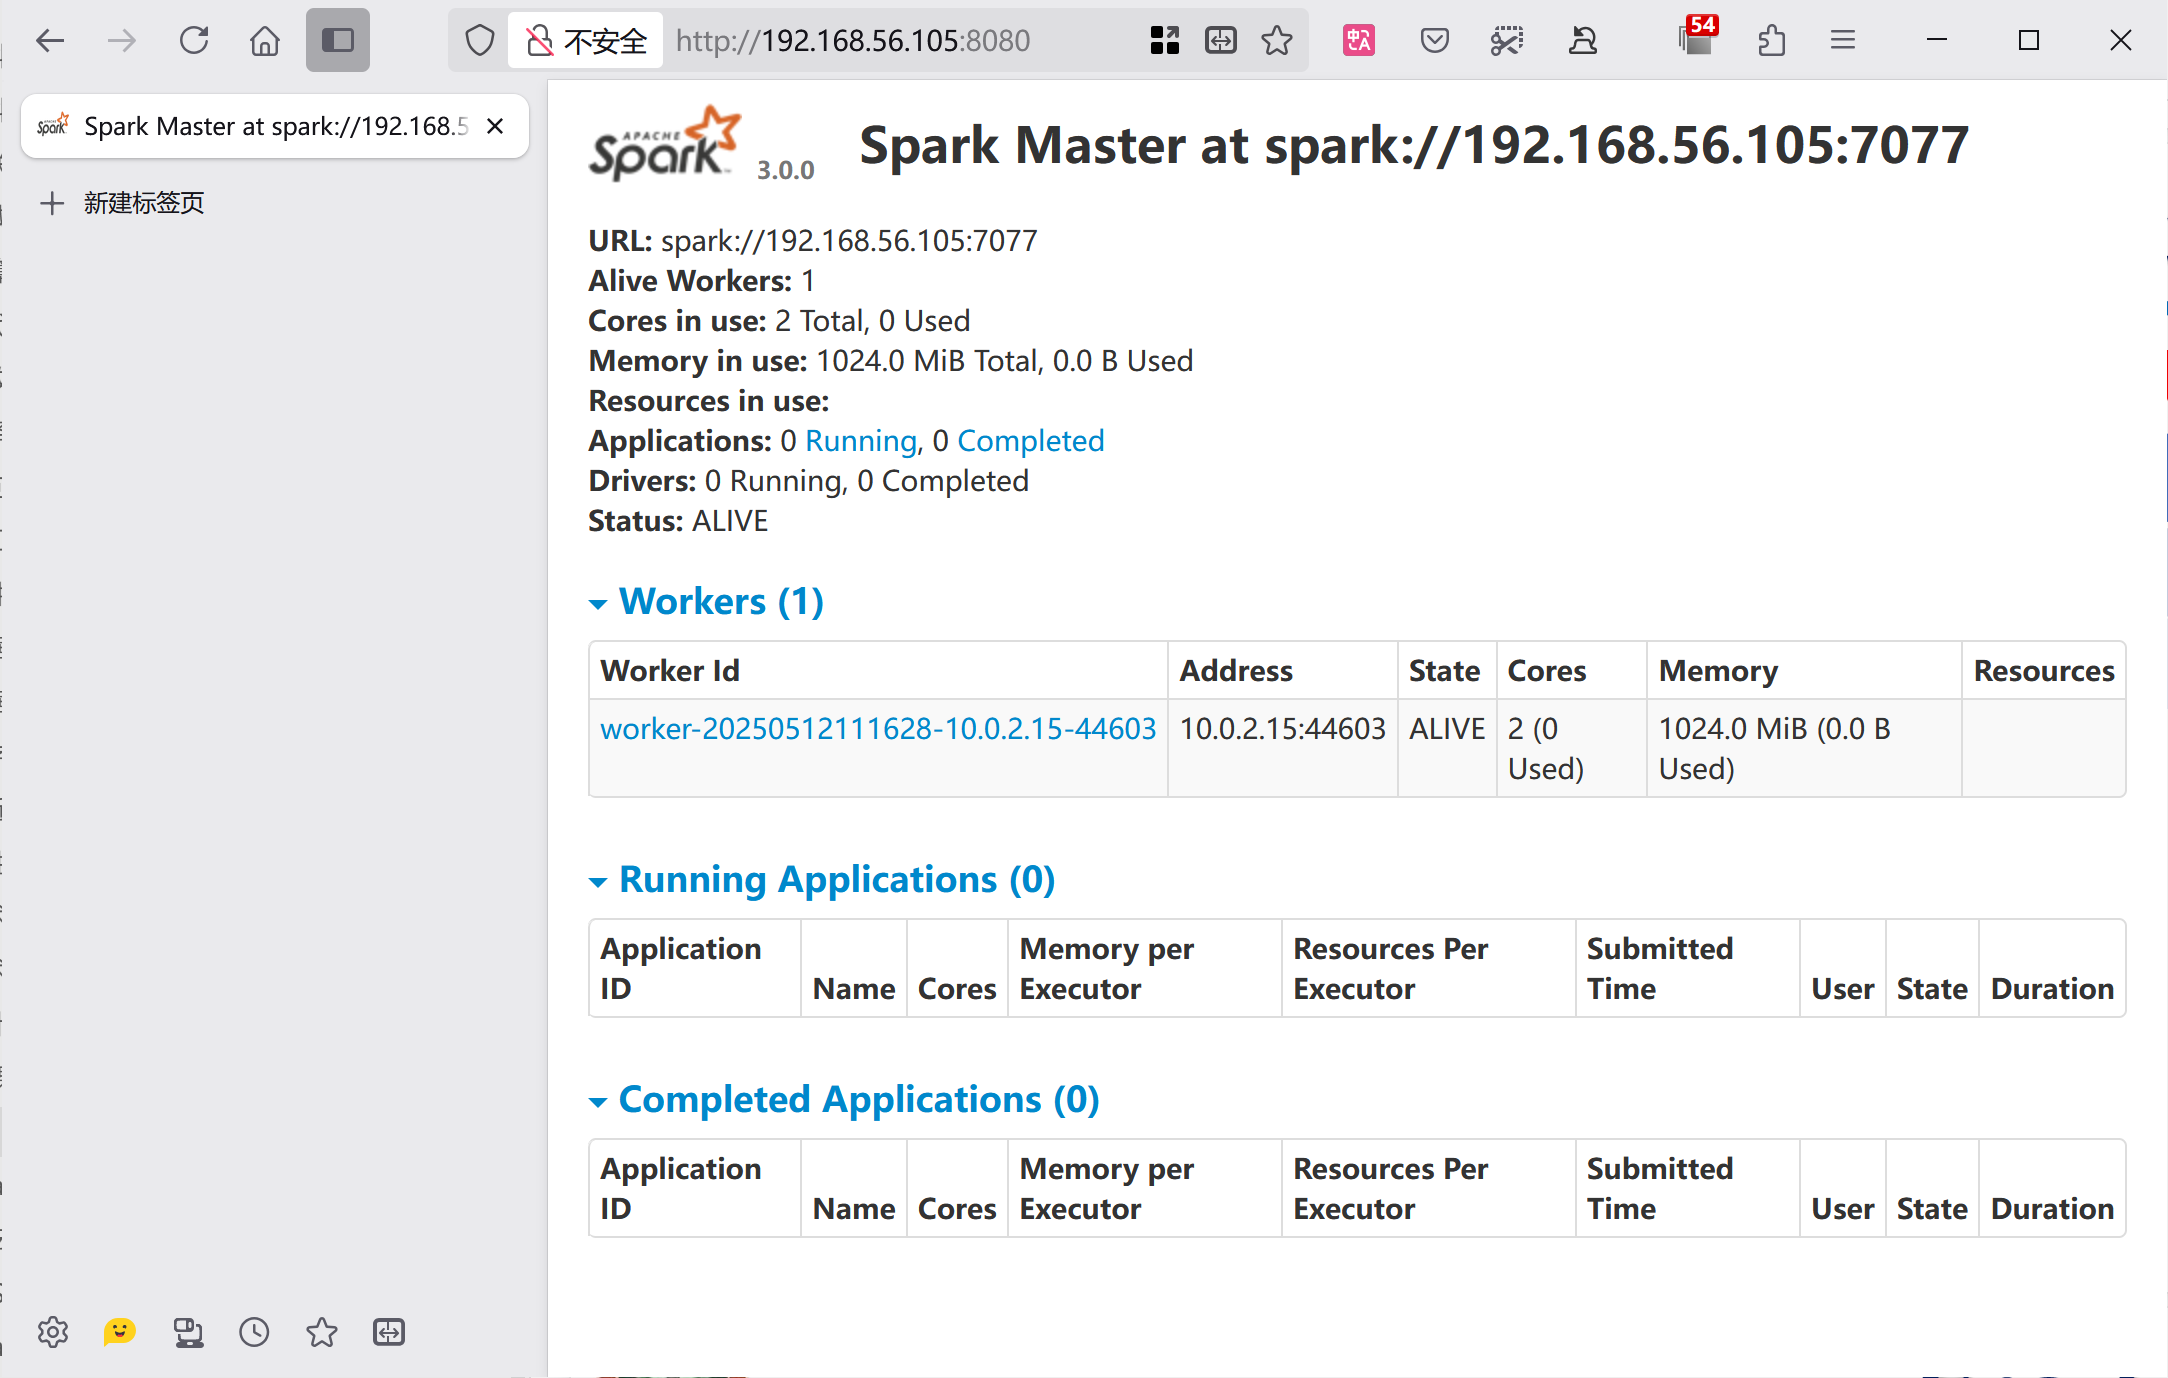 不安全 http://192.168.56.105:8080
54
Spark Master at spark://192.168.5
新建标签页
APACHE
Spark 3.0.0
Spark Master at spark://192.168.56.105:7077
URL: spark://192.168.56.105:7077
Alive Workers: 1
Cores in use: 2 Total, 0 Used
Memory in use: 1024.0 MiB Total, 0.0 B Used
Resources in use:
Applications: 0 Running, 0 Completed
Drivers: 0 Running, 0 Completed
Status: ALIVE
Workers (1)
Worker Id Address State Cores Memory Resources
worker-20250512111628-10.0.2.15-44603 10.0.2.15:44603 ALIVE 2 (0 Used) 1024.0 MiB (0.0 B Used)
Running Applications (0)
Application ID Name Cores Memory per Executor Resources Per Executor Submitted Time User State Duration
Completed Applications (0)
Application ID Name Cores Memory per Executor Resources Per Executor Submitted Time User State Duration